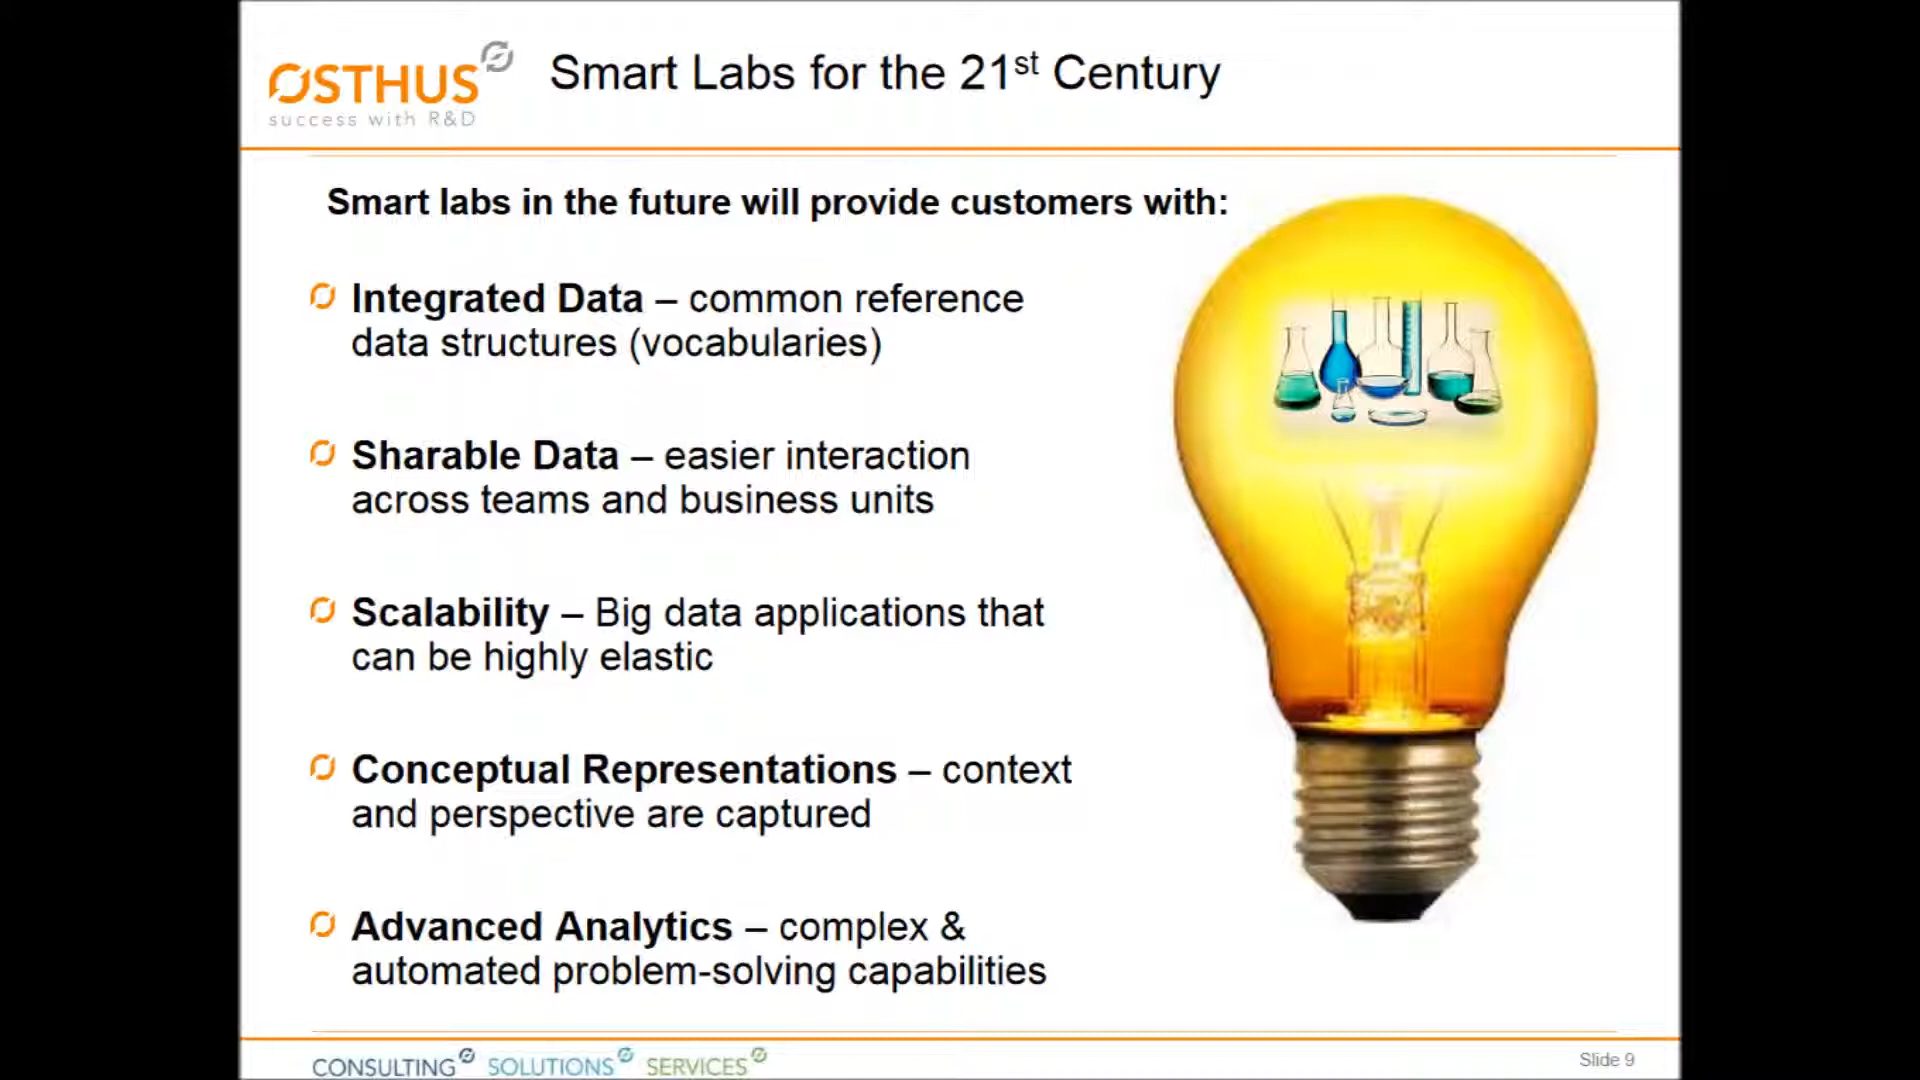 OSTHUS
success with R&D
Smart Labs for the 21st Century
Smart labs in the future will provide customers with:
Integrated Data – common reference
data structures (vocabularies)
Sharable Data – easier interaction
across teams and business units
Scalability – Big data applications that
can be highly elastic
Conceptual Representations – context
and perspective are captured
Advanced Analytics – complex &
automated problem-solving capabilities
CONSULTING SOLUTIONS SERVICES
Slide 9